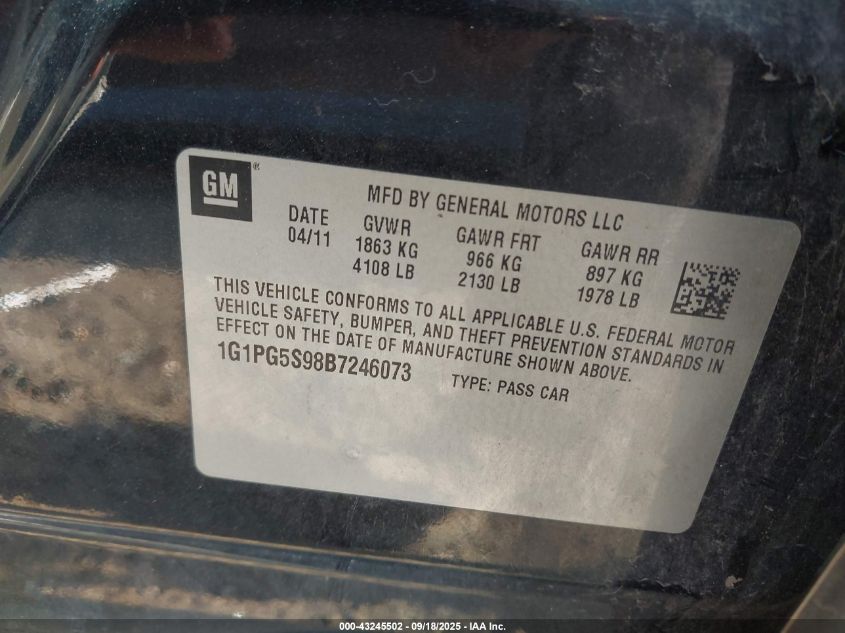 GM ®
MFD BY GENERAL MOTORS LLC
DATE GVWR GAWR FRT GAWR RR
04/11 1863 KG 966 KG 897 KG
4108 LB 2130 LB 1978 LB
THIS VEHICLE CONFORMS TO ALL APPLICABLE U.S. FEDERAL MOTOR
VEHICLE SAFETY, BUMPER, AND THEFT PREVENTION STANDARDS IN
EFFECT ON THE DATE OF MANUFACTURE SHOWN ABOVE.
1G1PG5S98B7246073 TYPE: PASS CAR
000-43245502 - 09/18/2025 - IAA Inc.